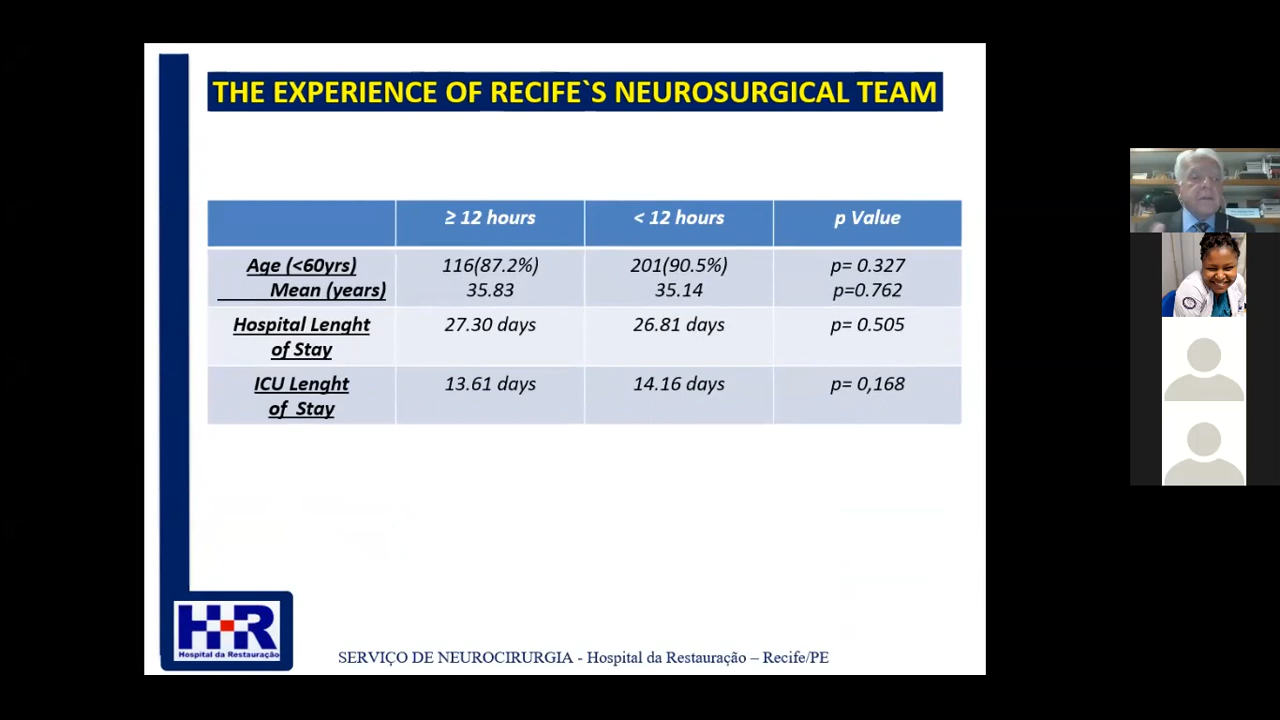 THE EXPERIENCE OF RECIFE`S NEUROSURGICAL TEAM
≥ 12 hours < 12 hours p Value
Age (<60yrs) 116(87.2%) 201(90.5%) p= 0.327
Mean (years) 35.83 35.14 p=0.762
Hospital Lenght 27.30 days 26.81 days p= 0.505
of Stay
ICU Lenght 13.61 days 14.16 days p= 0,168
of Stay
HR
Hospital da Restauração
SERVIÇO DE NEUROCIRURGIA - Hospital da Restauração – Recife/PE